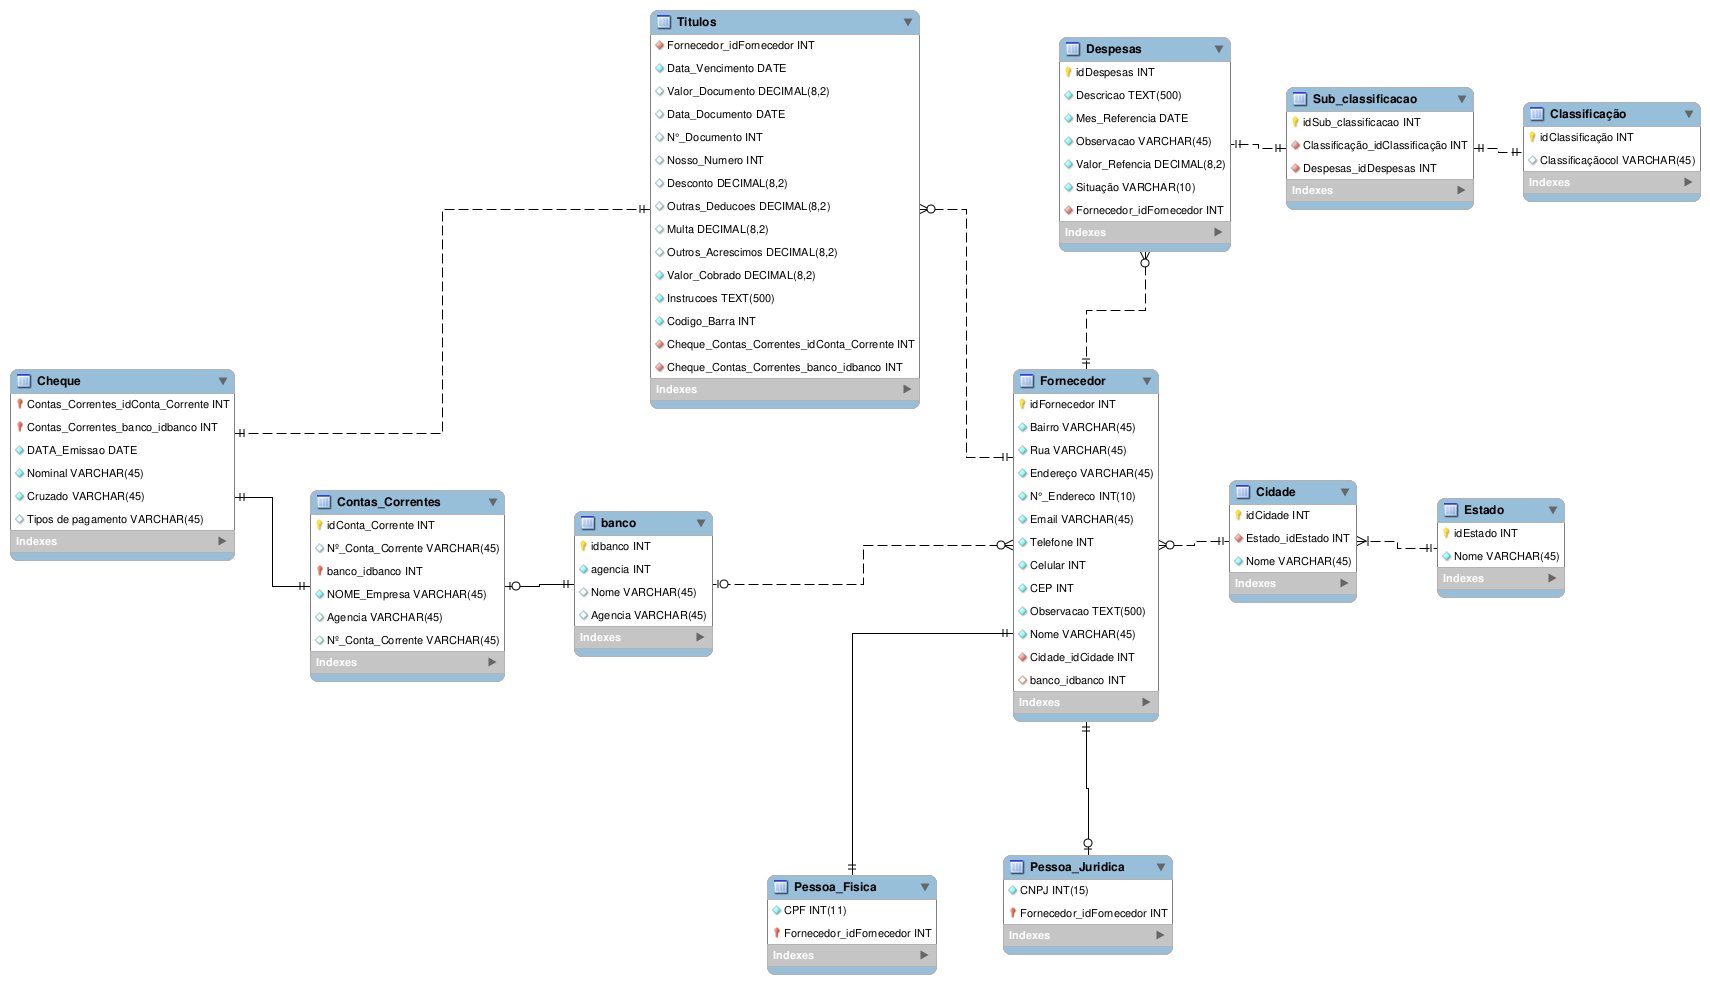 Titulos
Fornecedor_idFornecedor INT
Data_Vencimento DATE
Valor_Documento DECIMAL(8,2)
Data_Documento DATE
N°_Documento INT
Nosso_Numero INT
Desconto DECIMAL(8,2)
Outras_Deducoes DECIMAL(8,2)
Multa DECIMAL(8,2)
Outros_Acrescimos DECIMAL(8,2)
Valor_Cobrado DECIMAL(8,2)
Instrucoes TEXT(500)
Codigo_Barra INT
Cheque_Contas_Correntes_idConta_Corrente INT
Cheque_Contas_Correntes_banco_idbanco INT
Indexes
Despesas
idDespesas INT
Descricao TEXT(500)
Mes_Referencia DATE
Observacao VARCHAR(45)
Valor_Refencia DECIMAL(8,2)
Situação VARCHAR(10)
Fornecedor_idFornecedor INT
Indexes
Sub_classificacao
idSub_classificacao INT
Classificação_idClassificação INT
Despesas_idDespesas INT
Indexes
Classificação
idClassificação INT
Classificaçãocol VARCHAR(45)
Indexes
Cheque
Contas_Correntes_idConta_Corrente INT
Contas_Correntes_banco_idbanco INT
DATA_Emissao DATE
Nominal VARCHAR(45)
Cruzado VARCHAR(45)
Tipos de pagamento VARCHAR(45)
Indexes
Contas_Correntes
idConta_Corrente INT
Nº_Conta_Corrente VARCHAR(45)
banco_idbanco INT
NOME_Empresa VARCHAR(45)
Agencia VARCHAR(45)
Nº_Conta_Corrente VARCHAR(45)
Indexes
banco
idbanco INT
agencia INT
Nome VARCHAR(45)
Agencia VARCHAR(45)
Indexes
Fornecedor
idFornecedor INT
Bairro VARCHAR(45)
Rua VARCHAR(45)
Endereço VARCHAR(45)
N°_Endereco INT(10)
Email VARCHAR(45)
Telefone INT
Celular INT
CEP INT
Observacao TEXT(500)
Nome VARCHAR(45)
Cidade_idCidade INT
banco_idbanco INT
Indexes
Cidade
idCidade INT
Estado_idEstado INT
Nome VARCHAR(45)
Indexes
Estado
idEstado INT
Nome VARCHAR(45)
Indexes
Pessoa_Fisica
CPF INT(11)
Fornecedor_idFornecedor INT
Indexes
Pessoa_Juridica
CNPJ INT(15)
Fornecedor_idFornecedor INT
Indexes